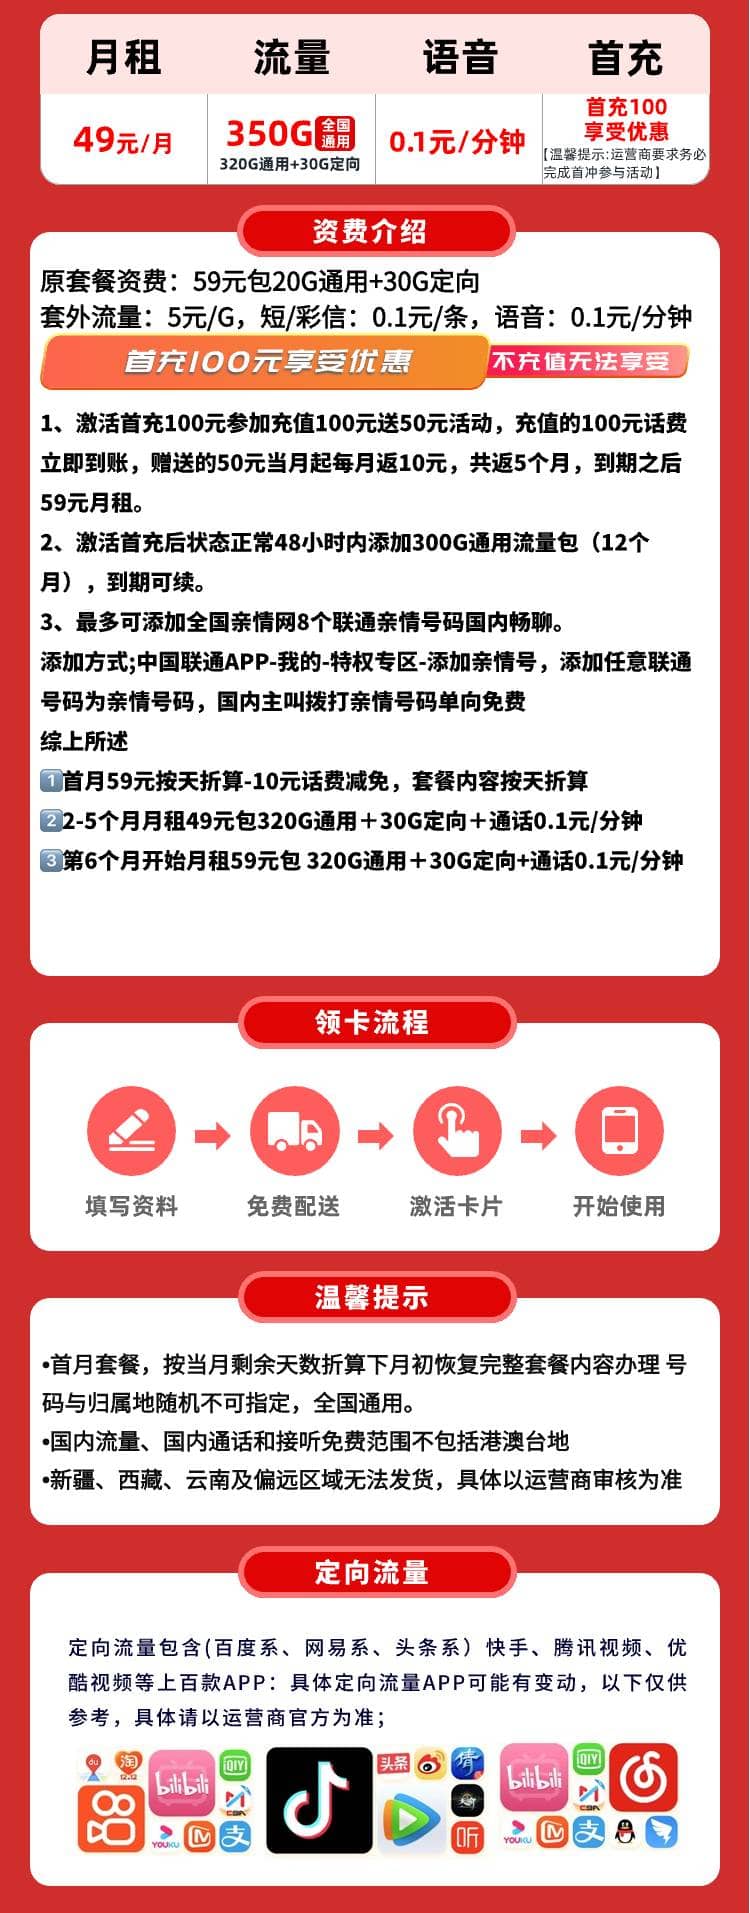 月租
流量
语音
首充
49元/月
350G 全国通用
320G通用+30G定向
0.1元/分钟
首充100
享受优惠
【温馨提示:运营商要求务必
完成首冲参与活动】
资费介绍
原套餐资费：59元包20G通用+30G定向
套外流量：5元/G，短/彩信：0.1元/条，语音：0.1元/分钟
首充100元享受优惠
不充值无法享受
1、激活首充100元参加充值100元送50元活动，充值的100元话费
立即到账，赠送的50元当月起每月返10元，共返5个月，到期之后
59元月租。
2、激活首充后状态正常48小时内添加300G通用流量包（12个
月），到期可续。
3、最多可添加全国亲情网8个联通亲情号码国内畅聊。
添加方式;中国联通APP-我的-特权专区-添加亲情号，添加任意联通
号码为亲情号码，国内主叫拨打亲情号码单向免费
综上所述
1首月59元按天折算-10元话费减免，套餐内容按天折算
2 2-5个月月租49元包320G通用＋30G定向＋通话0.1元/分钟
3第6个月开始月租59元包 320G通用＋30G定向+通话0.1元/分钟
领卡流程
填写资料
免费配送
激活卡片
开始使用
温馨提示
•首月套餐，按当月剩余天数折算下月初恢复完整套餐内容办理 号
码与归属地随机不可指定，全国通用。
•国内流量、国内通话和接听免费范围不包括港澳台地
•新疆、西藏、云南及偏远区域无法发货，具体以运营商审核为准
定向流量
定向流量包含(百度系、网易系、头条系）快手、腾讯视频、优
酷视频等上百款APP：具体定向流量APP可能有变动，以下仅供
参考，具体请以运营商官方为准；
du
淘
12.12
bilibili
QIY
CBA
YOUKU
支
头条
倩
听
bilibili
QIY
CBA
YOUKU
支